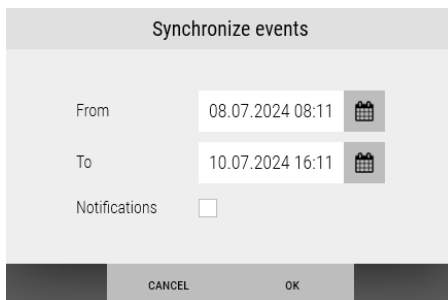 Synchronize events
From 08.07.2024 08:11
To 10.07.2024 16:11
Notifications
CANCEL OK